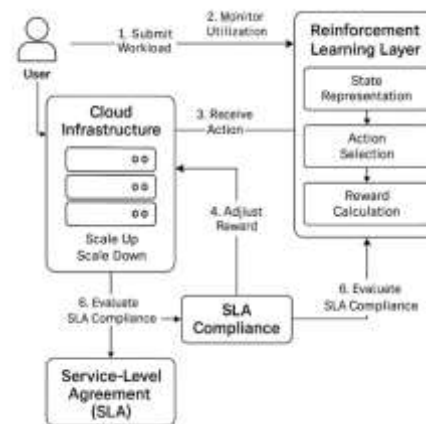 User
1. Submit
Workload
2. Monitor
Utilization
Reinforcement
Learning Layer
State
Representation
Action
Selection
Reward
Calculation
Cloud
Infrastructure
Scale Up
Scale Down
3. Receive
Action
4. Adjust
Reward
6. Evaluate
SLA Compliance
SLA
Compliance
6. Evaluate
SLA Compliance
Service-Level
Agreement
(SLA)